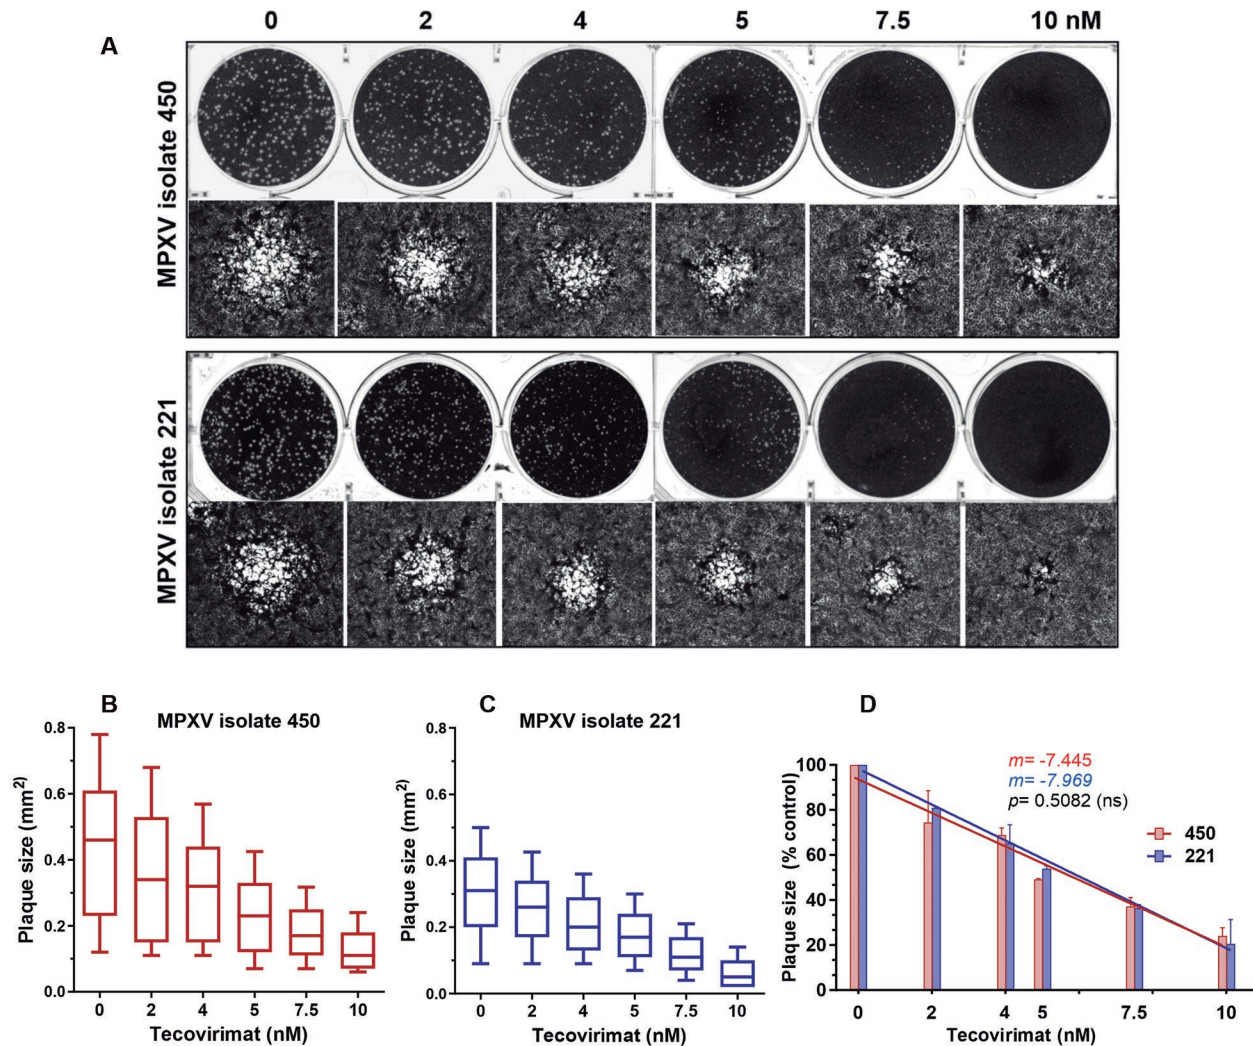 0 2 4 5 7.5 10 nM
A
MPXV isolate 450
MPXV isolate 221
B
MPXV isolate 450
Plaque size (mm²)
0.8
0.6
0.4
0.2
0.0
0 2 4 5 7.5 10
Tecovirimat (nM)
C
MPXV isolate 221
Plaque size (mm²)
0.8
0.6
0.4
0.2
0.0
0 2 4 5 7.5 10
Tecovirimat (nM)
D
m= -7.445
m= -7.969
p= 0.5082 (ns)
450
221
Plaque size (% control)
100
80
60
40
20
0
0 2 4 5 7.5 10
Tecovirimat (nM)